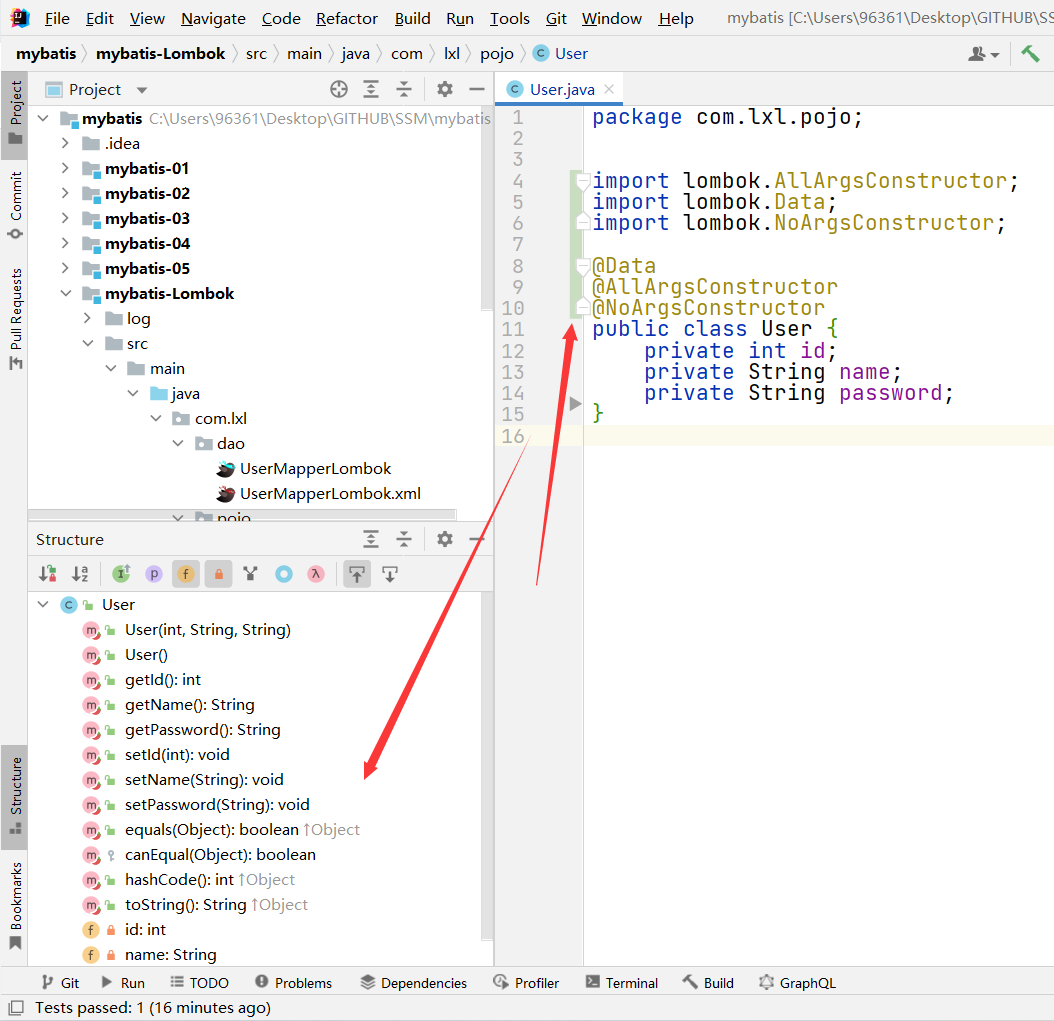 File Edit View Navigate Code Refactor Build Run Tools Git Window Help mybatis [C:\Users\96361\Desktop\GITHUB\SS
mybatis mybatis-Lombok src main java com lxl pojo User
Project
User.java
mybatis C:\Users\96361\Desktop\GITHUB\SSM\mybatis
.idea
mybatis-01
mybatis-02
mybatis-03
mybatis-04
mybatis-05
mybatis-Lombok
log
src
main
java
com.lxl
dao
UserMapperLombok
UserMapperLombok.xml
pojo
1 package com.lxl.pojo;
2
3
4 import lombok.AllArgsConstructor;
5 import lombok.Data;
6 import lombok.NoArgsConstructor;
7
8 @Data
9 @AllArgsConstructor
10 @NoArgsConstructor
11 public class User {
12 private int id;
13 private String name;
14 private String password;
15 }
16
Structure
User
User(int, String, String)
User()
getId(): int
getName(): String
getPassword(): String
setId(int): void
setName(String): void
setPassword(String): void
equals(Object): boolean ↑Object
canEqual(Object): boolean
hashCode(): int ↑Object
toString(): String ↑Object
id: int
name: String
Project
Commit
Pull Requests
Structure
Bookmarks
Git Run TODO Problems Dependencies Profiler Terminal Build GraphQL
Tests passed: 1 (16 minutes ago)